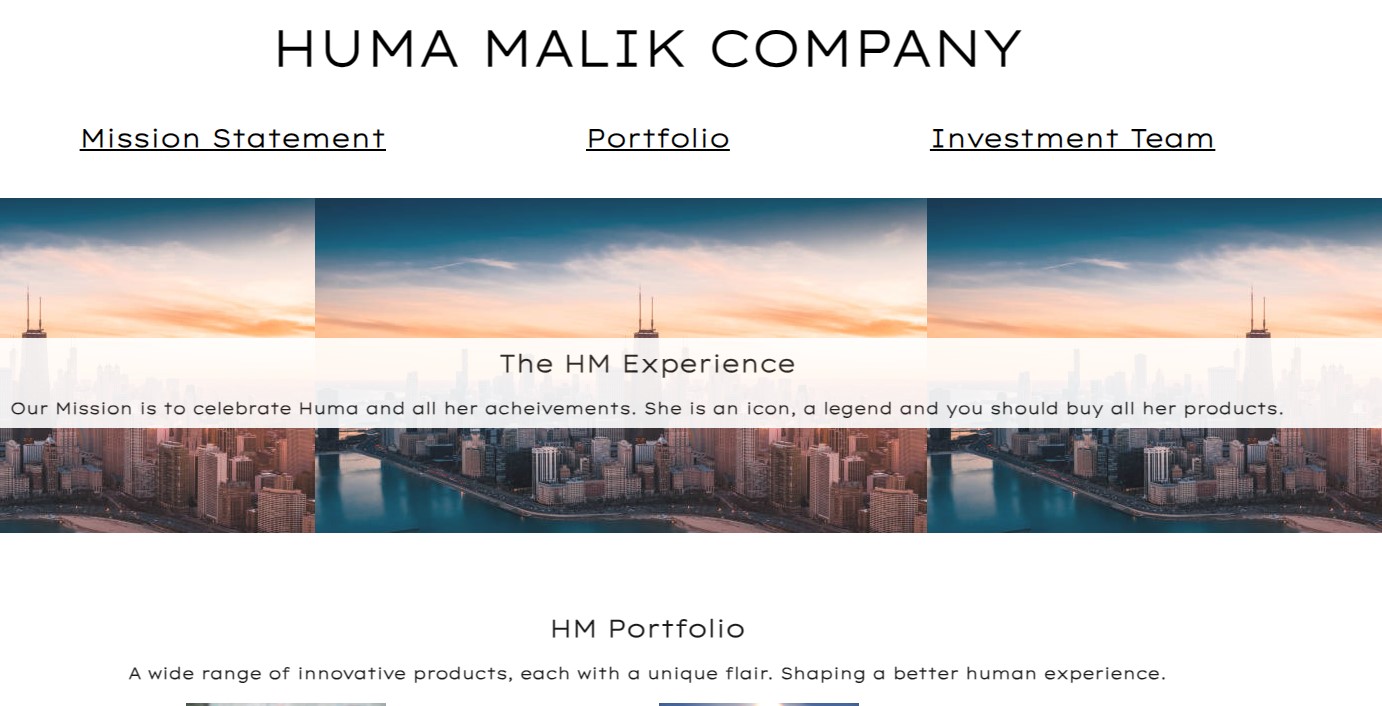 HUMA MALIK COMPANY
Mission Statement Portfolio Investment Team
The HM Experience
Our Mission is to celebrate Huma and all her acheivements. She is an icon, a legend and you should buy all her products.
HM Portfolio
A wide range of innovative products, each with a unique flair. Shaping a better human experience.